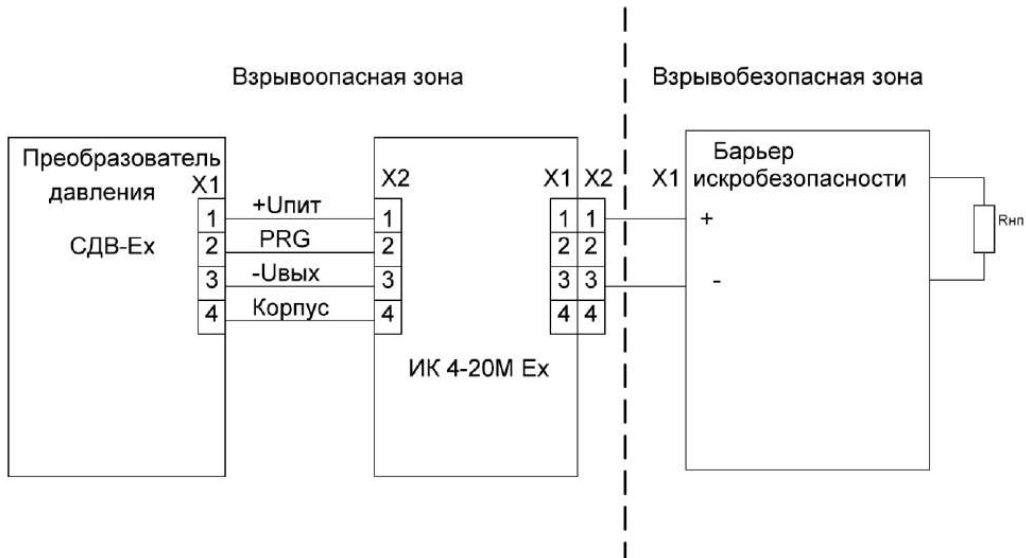 Взрывоопасная зона
Взрывобезопасная зона
Преобразователь
давления
СДВ-Ex
X1
1
2
3
4
+Uпит
PRG
-Uвых
Корпус
X2
1
2
3
4
ИК 4-20М Ex
X1 X2
1 1
2 2
3 3
4 4
X1
Барьер
искробезопасности
+
-
Rнп